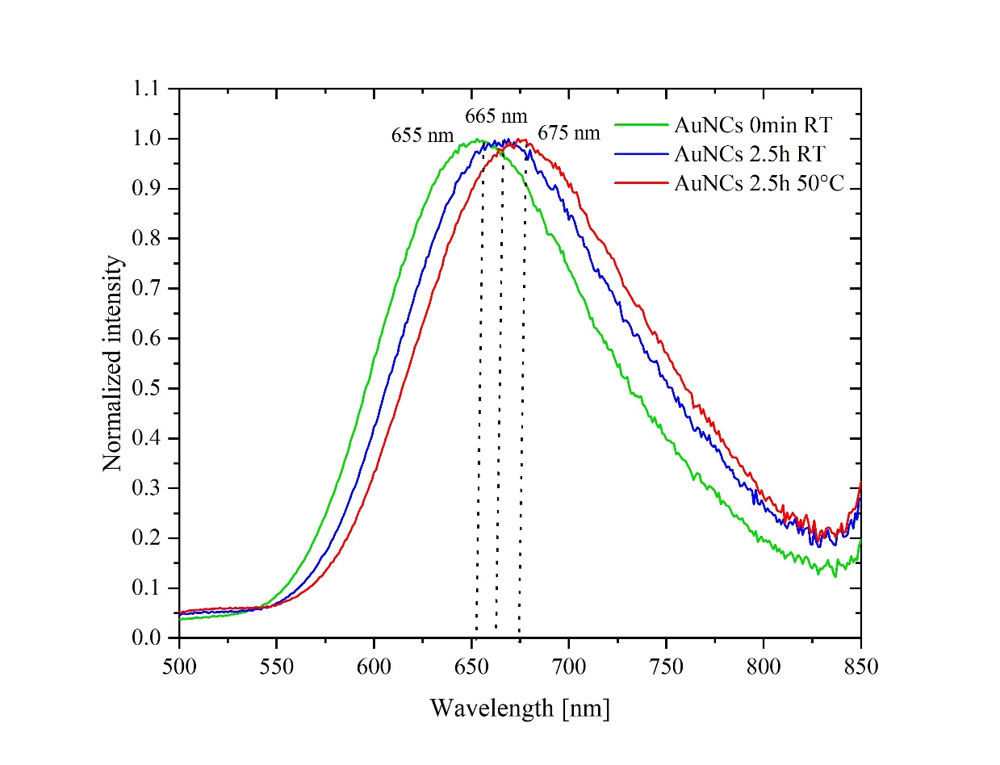 1.1
1.0
0.9
0.8
0.7
0.6
0.5
0.4
0.3
0.2
0.1
0.0
Normalized intensity
655 nm
665 nm
675 nm
AuNCs 0min RT
AuNCs 2.5h RT
AuNCs 2.5h 50°C
500 550 600 650 700 750 800 850
Wavelength [nm]